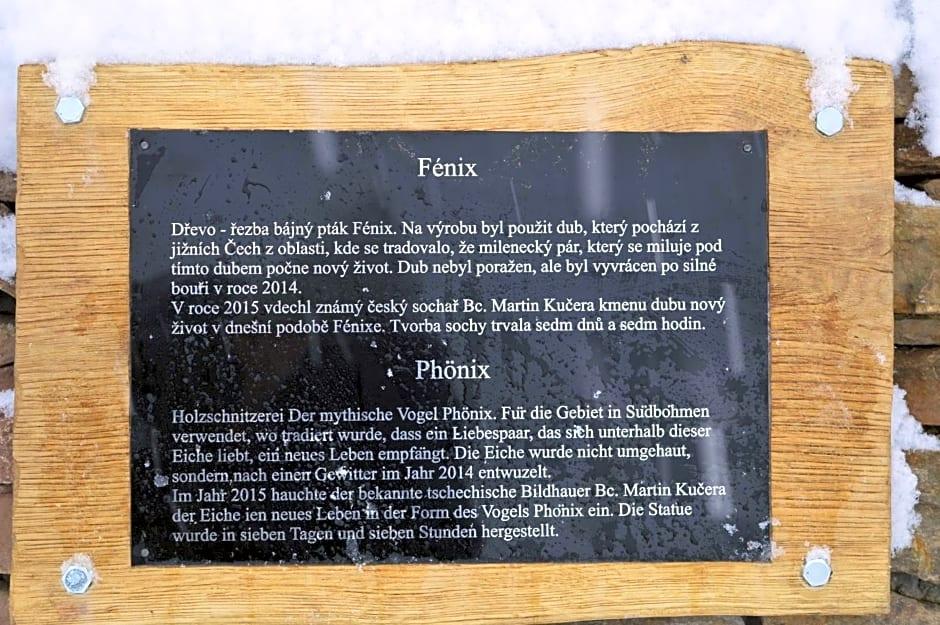 Fénix
Dřevo - řezba bájný pták Fénix. Na výrobu byl použit dub, který pochází z
jižních Čech z oblasti, kde se tradovalo, že milenecký pár, který se miluje pod
tímto dubem počne nový život. Dub nebyl poražen, ale byl vyvrácen po silné
bouři v roce 2014.
V roce 2015 vdechl známý český sochař Bc. Martin Kučera kmenu dubu nový
život v dnešní podobě Fénixe. Tvorba sochy trvala sedm dnů a sedm hodin.
Phönix
Holzschnitzerei Der mythische Vogel Phönix. Fur die Gebiet in Sudbohmen
verwendet, wo tradiert wurde, dass ein Liebespaar, das sich unterhalb dieser
Eiche liebt, ein neues Leben empfängt. Die Eiche wurde nicht umgehaut,
sondern nach einen Gewitter im Jahr 2014 entwuzelt.
Im Jahr 2015 hauchte der bekannte tschechische Bildhauer Bc. Martin Kučera
der Eiche ien neues Leben in der Form des Vogels Phönix ein. Die Statue
wurde in sieben Tagen und sieben Stunden hergestellt.